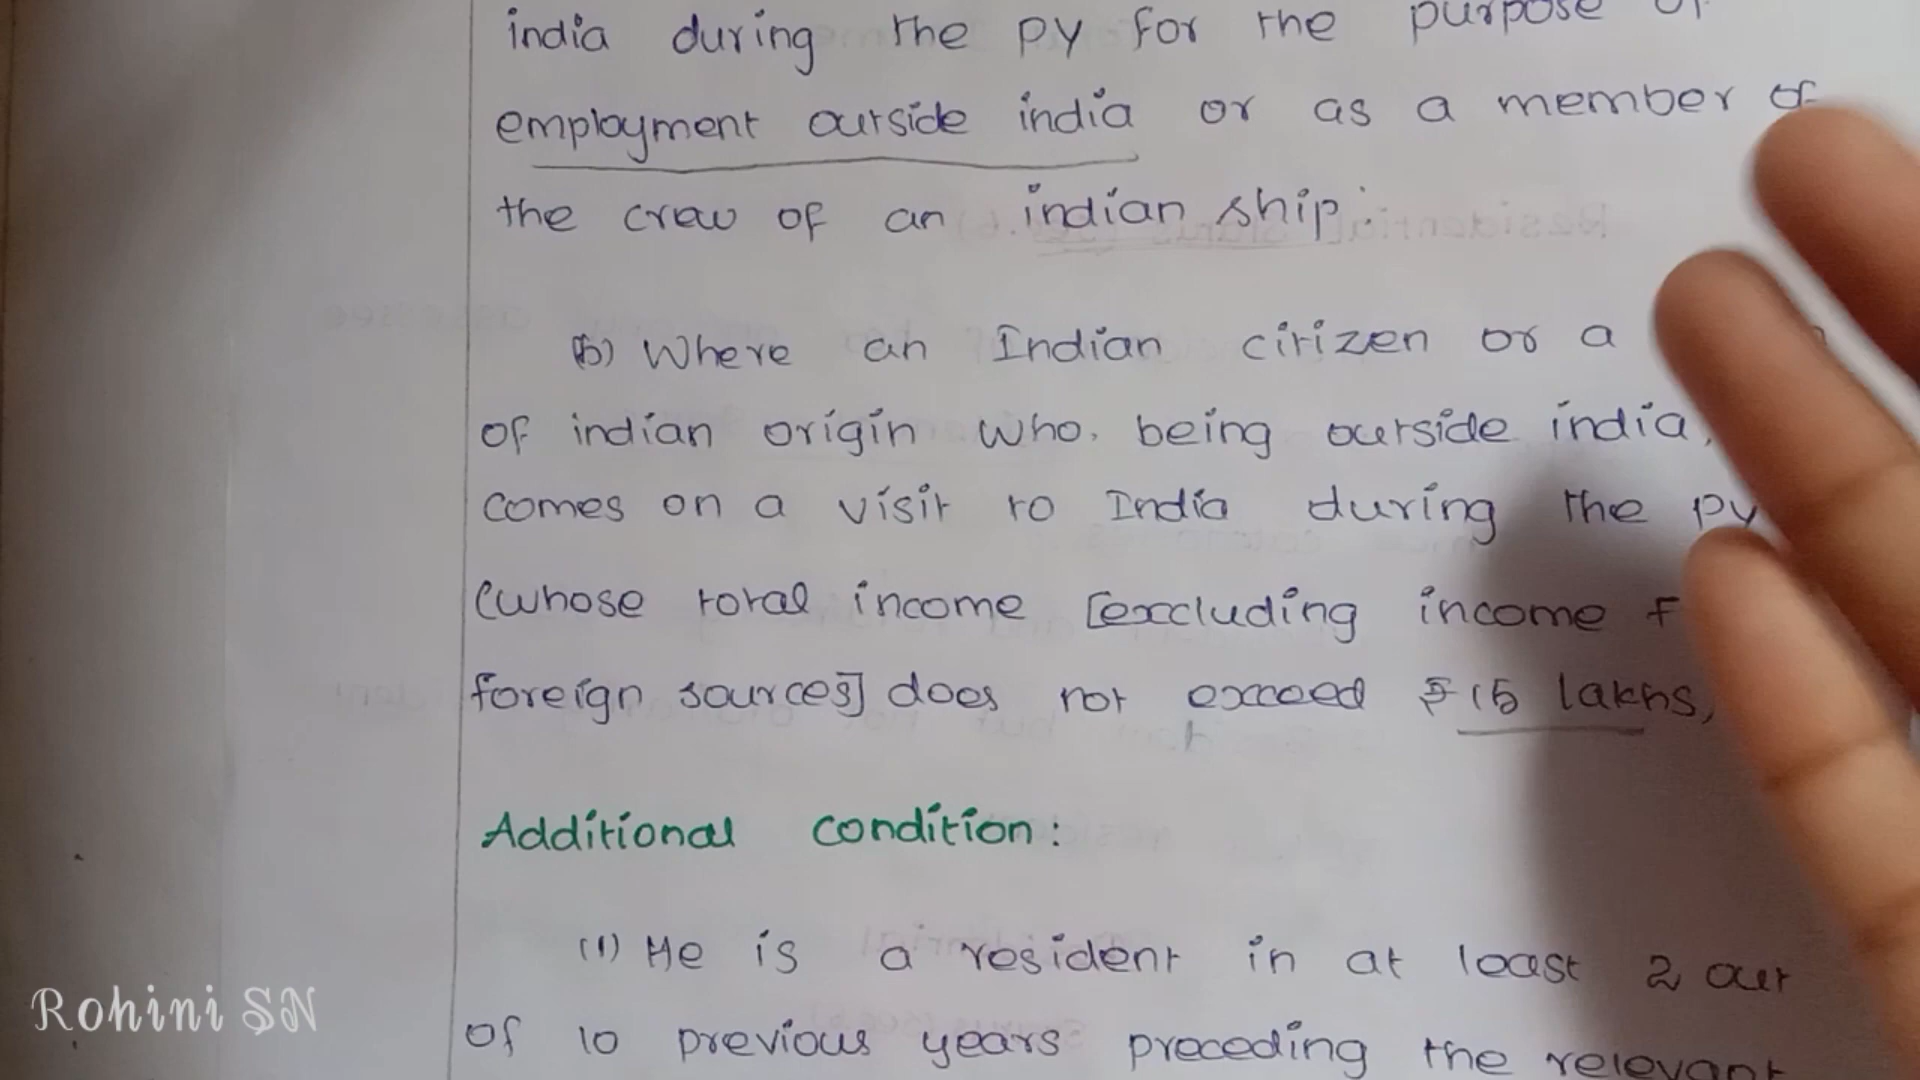 india during the PY for the purpose of
employment outside india or as a member of
the crew of an indian ship.
(b) Where an Indian citizen or a
of indian origin who, being outside india,
comes on a visit to India during the PY
(whose total income [excluding income
foreign sources] does not exceed ₹15 lakhs,
Additional condition:
(1) He is a resident in at least 2 out
of 10 previous years preceding the relevant
Rohini SN